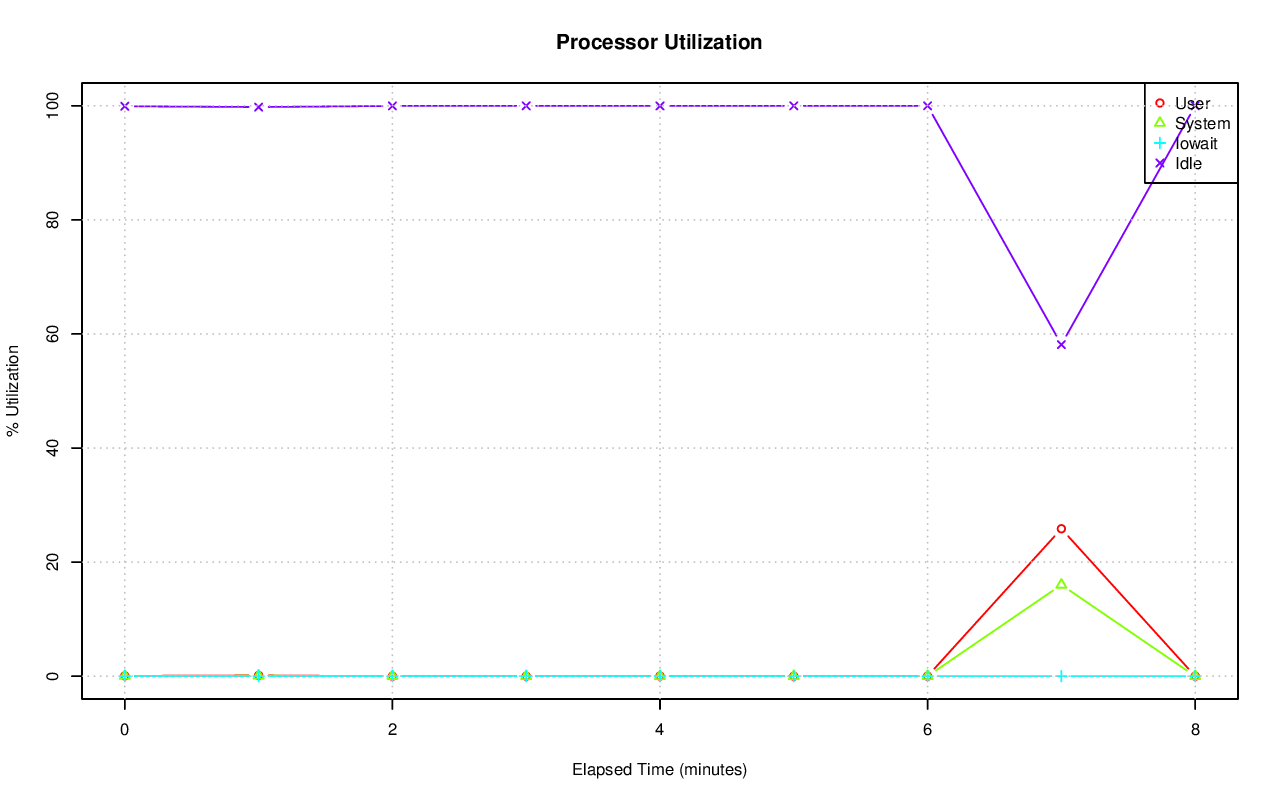 Processor Utilization
100
80
60
40
20
0
% Utilization
User
System
Iowait
Idle
0 2 4 6 8
Elapsed Time (minutes)